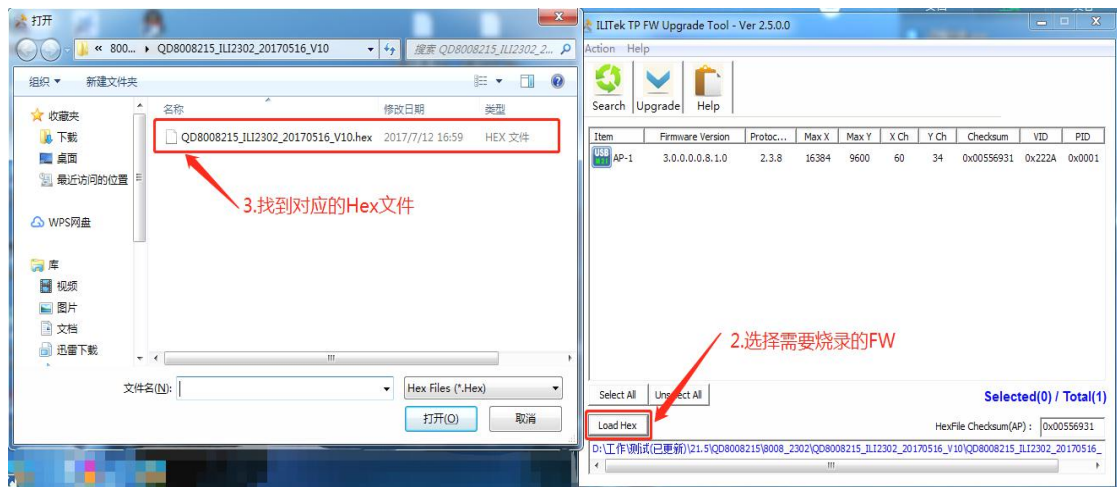 打开
« 800... ▸ QD8008215_ILI2302_20170516_V10
搜索 QD8008215_ILI2302_2...
组织 ▼ 新建文件夹
收藏夹
下载
桌面
最近访问的位置
WPS网盘
库
视频
图片
文档
迅雷下载
名称 修改日期 类型
QD8008215_ILI2302_20170516_V10.hex 2017/7/12 16:59 HEX 文件
3.找到对应的Hex文件
文件名(N):
Hex Files (*.Hex)
打开(O) 取消
ILITek TP FW Upgrade Tool - Ver 2.5.0.0
Action Help
Search Upgrade Help
Item Firmware Version Protoc... Max X Max Y X Ch Y Ch Checksum VID PID
USB AP-1 3.0.0.0.8.1.0 2.3.8 16384 9600 60 34 0x00556931 0x222A 0x0001
2.选择需要烧录的FW
Select All Unselect All Selected(0) / Total(1)
Load Hex HexFile Checksum(AP) : 0x00556931
D:\工作\测试(已更新)\21.5\QD8008215\8008_2302\QD8008215_ILI2302_20170516_V10\QD8008215_ILI2302_20170516_